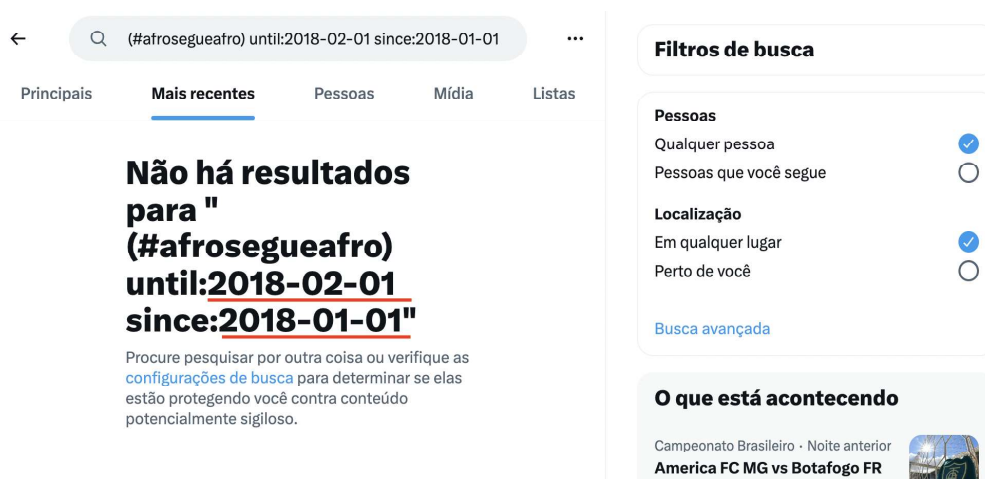 (#afrosegueafro) until:2018-02-01 since:2018-01-01
Principais Mais recentes Pessoas Mídia Listas
Não há resultados
para "
(#afrosegueafro)
until:2018-02-01
since:2018-01-01"
Procure pesquisar por outra coisa ou verifique as
configurações de busca para determinar se elas
estão protegendo você contra conteúdo
potencialmente sigiloso.
Filtros de busca
Pessoas
Qualquer pessoa
Pessoas que você segue
Localização
Em qualquer lugar
Perto de você
Busca avançada
O que está acontecendo
Campeonato Brasileiro · Noite anterior
America FC MG vs Botafogo FR